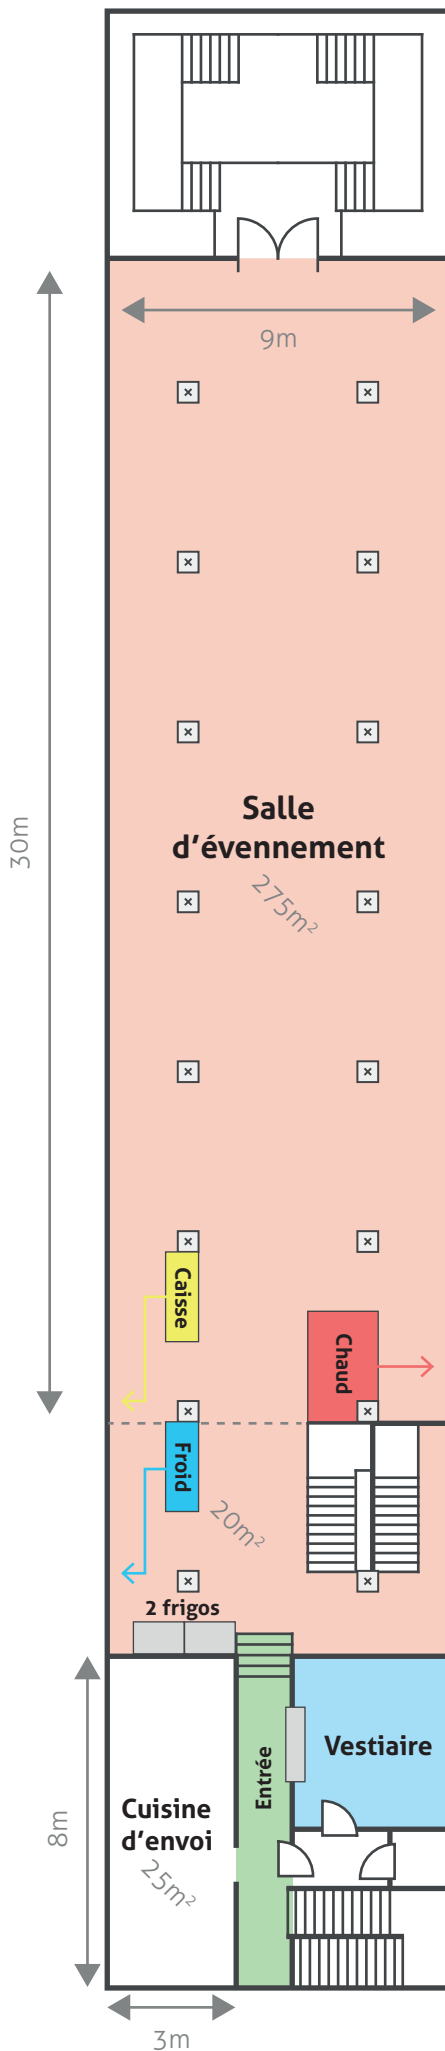 9m
30m
Salle
d’évennement
275m²
Caisse
Chaud
Froid
20m²
2 frigos
Entrée
Vestiaire
Cuisine
d’envoi
25m²
8m
3m